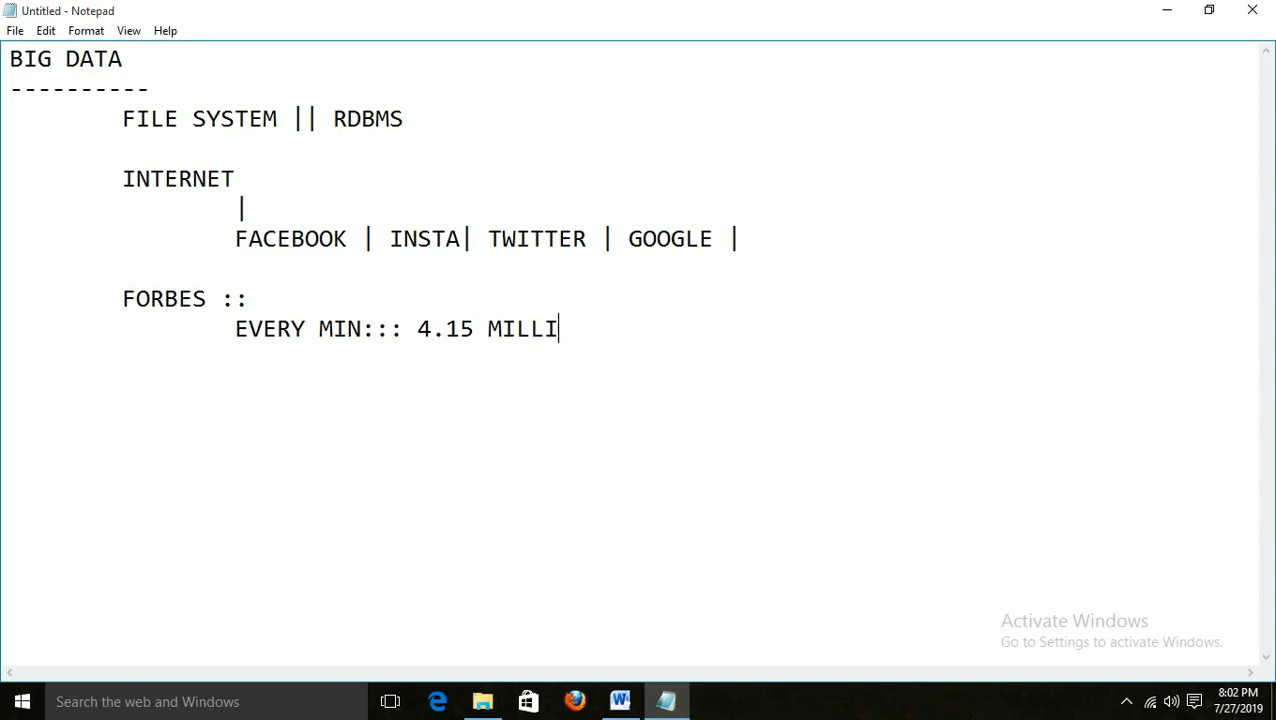 Untitled - Notepad
File Edit Format View Help
BIG DATA
----------
FILE SYSTEM || RDBMS
INTERNET
|
FACEBOOK | INSTA| TWITTER | GOOGLE |
FORBES ::
EVERY MIN::: 4.15 MILLI
Activate Windows
Go to Settings to activate Windows.
Search the web and Windows
8:02 PM
7/27/2019